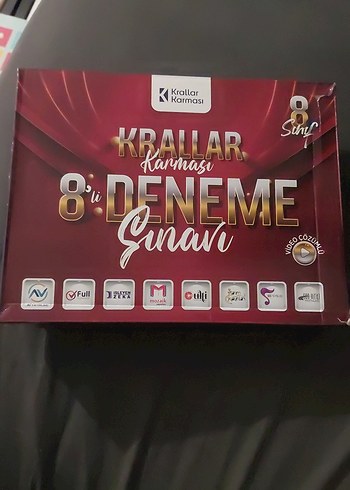 Krallar
Karması
8
Sınıf
KRALLAR
Karması
8'li DENEME
Sınavı
VİDEO ÇÖZÜMLÜ
Full